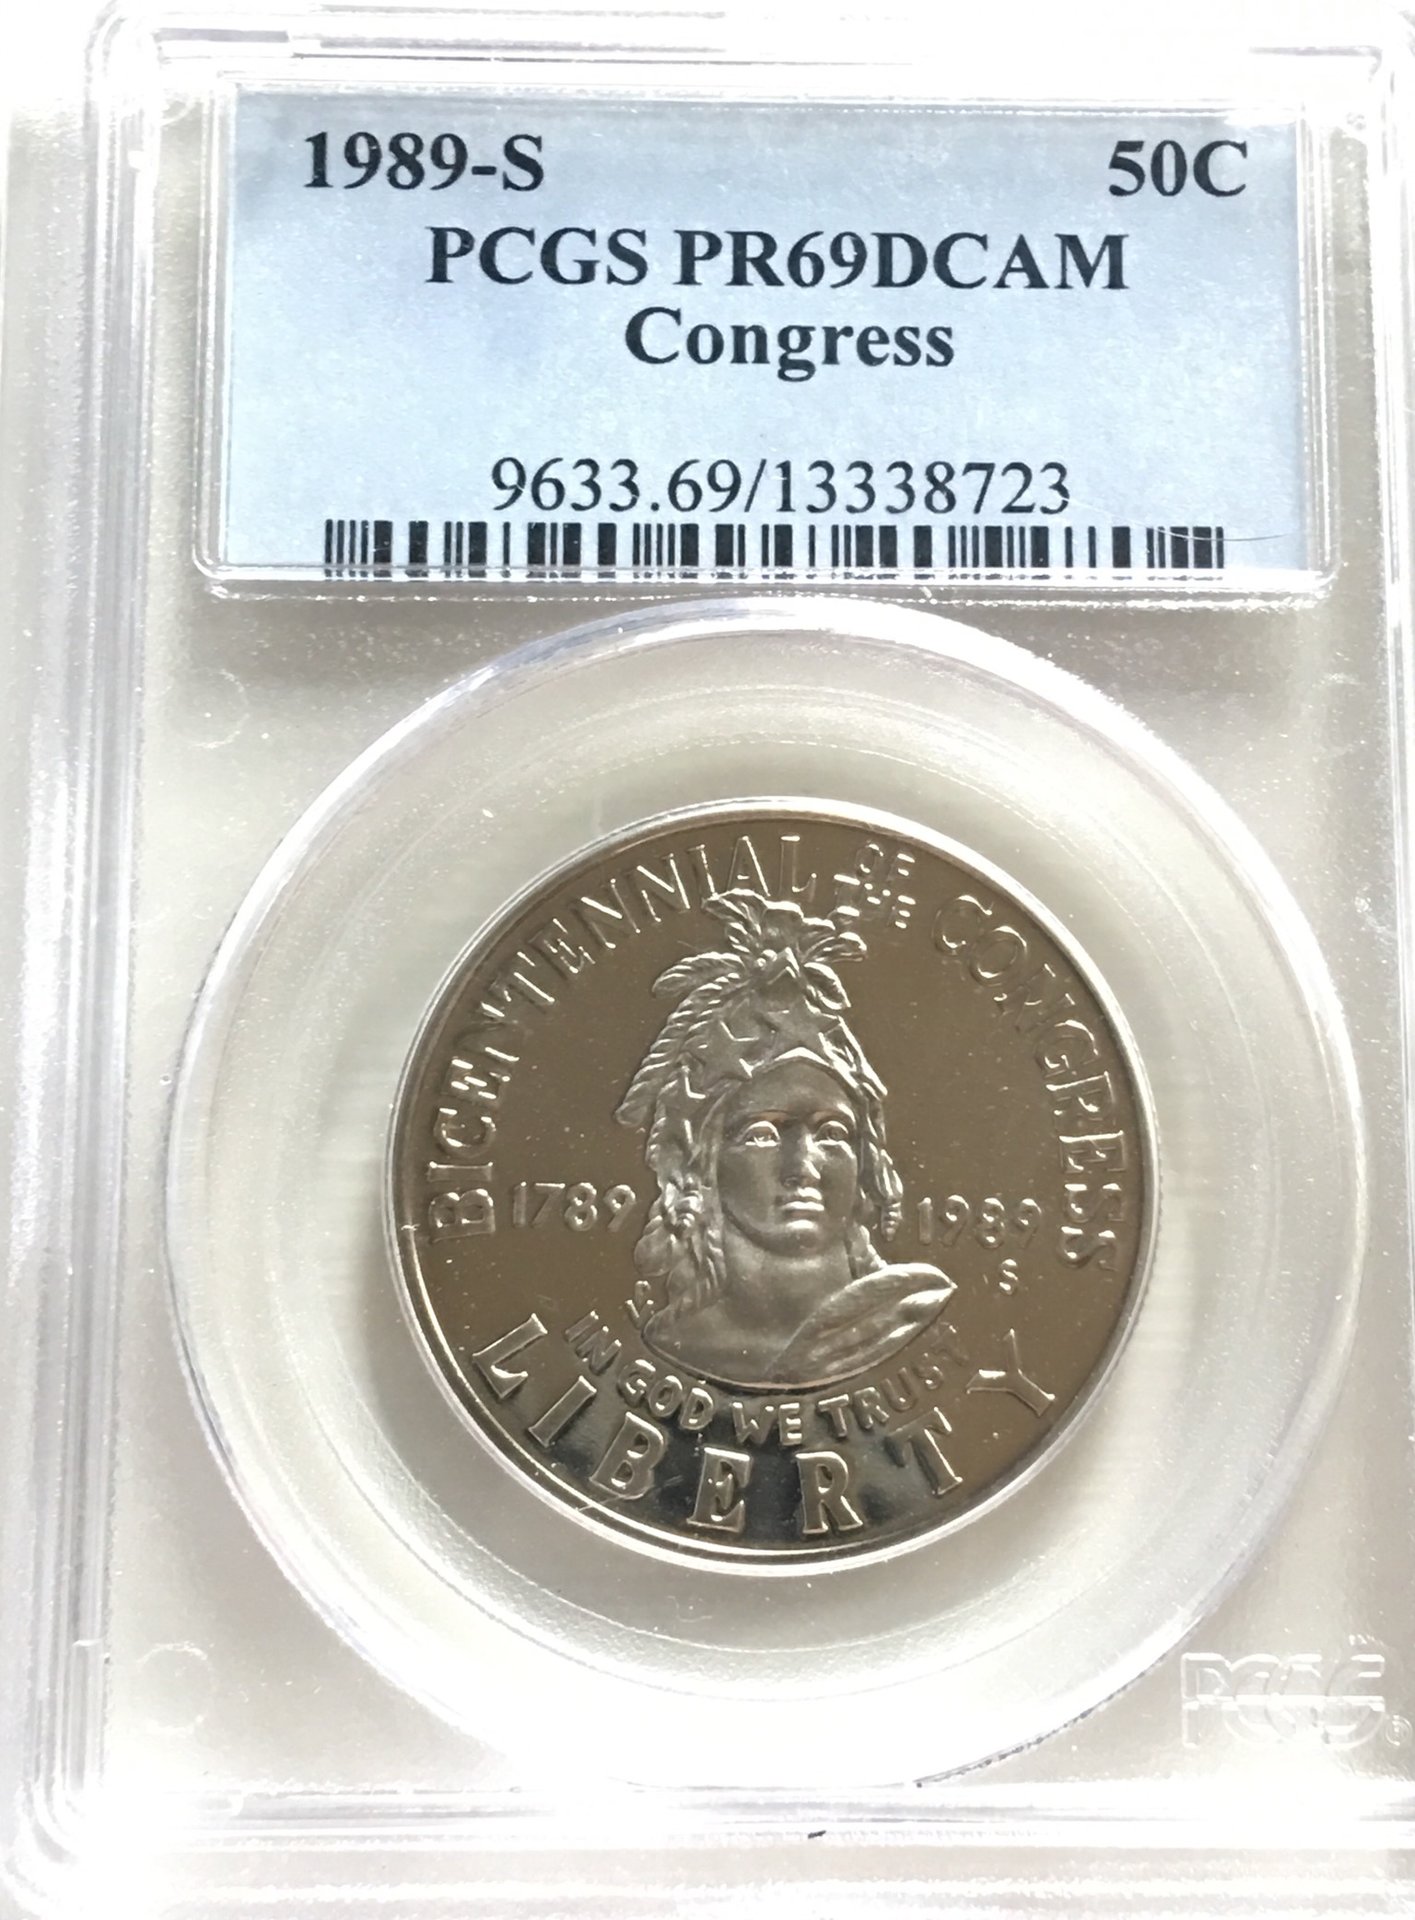 1989-S 50C
PCGS PR69DCAM
Congress
9633.69/13338723
BICENTENNIAL OF THE CONGRESS
1789 1989
S
IN GOD WE TRUST
LIBERTY
PCGS